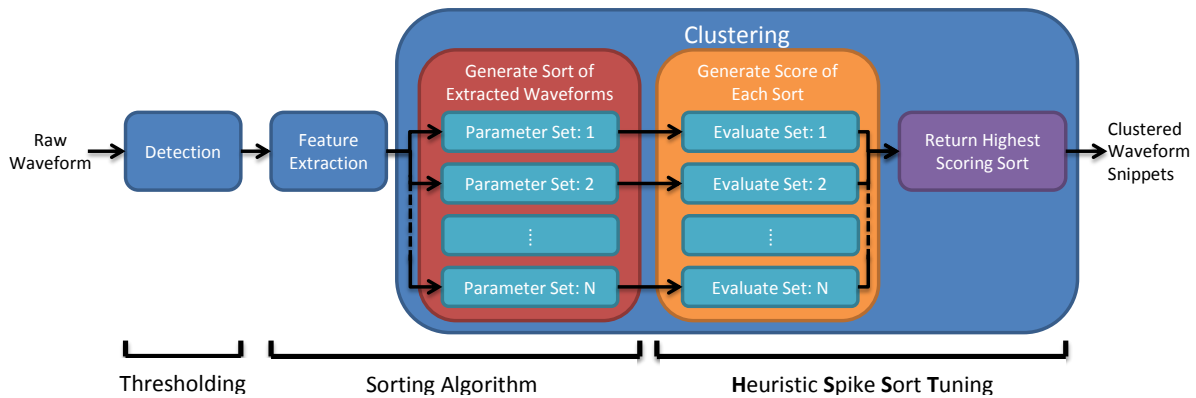 Clustering
Generate Sort of
Extracted Waveforms
Generate Score of
Each Sort
Raw
Waveform
Detection
Feature
Extraction
Parameter Set: 1
Parameter Set: 2
⋮
Parameter Set: N
Evaluate Set: 1
Evaluate Set: 2
⋮
Evaluate Set: N
Return Highest
Scoring Sort
Clustered
Waveform
Snippets
Thresholding
Sorting Algorithm
Heuristic Spike Sort Tuning